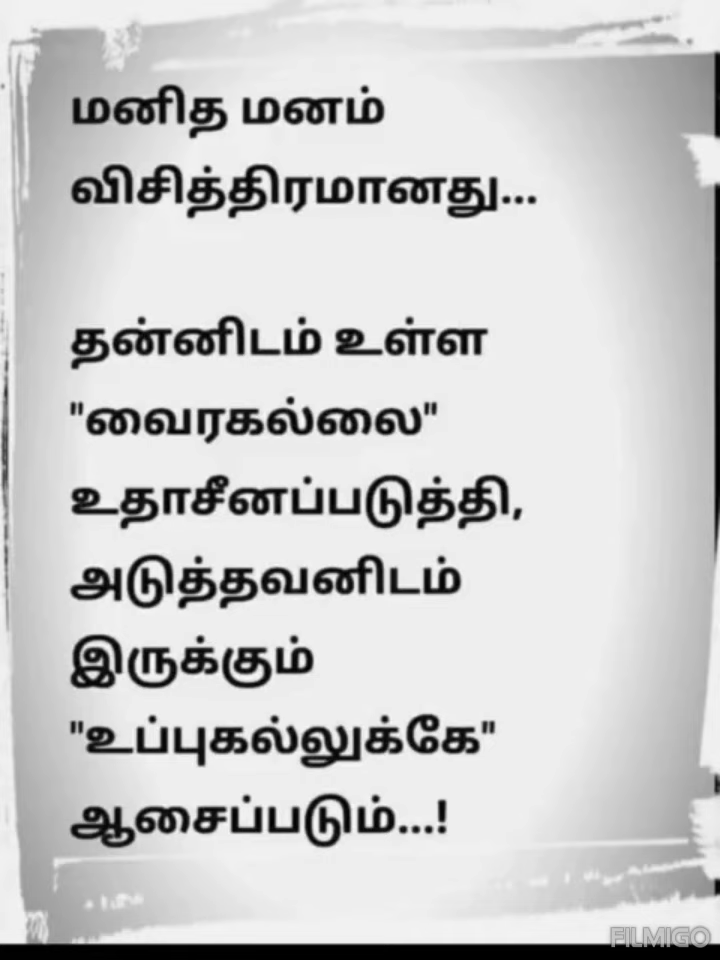 மனித மனம்
விசித்திரமானது...
தன்னிடம் உள்ள
"வைரகல்லை"
உதாசீனப்படுத்தி,
அடுத்தவனிடம்
இருக்கும்
"உப்புகல்லுக்கே"
ஆசைப்படும்...!
FILMIGO